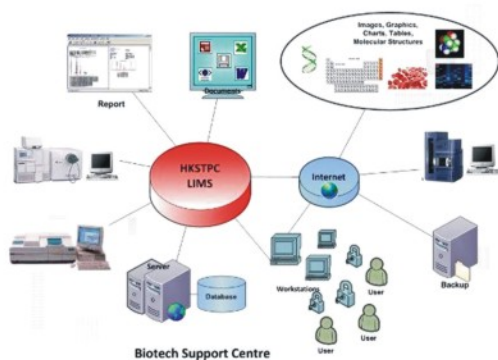 Images, Graphics,
Charts, Tables,
Molecular Structures
Report
Documents
HKSTPC
LIMS
Internet
Server
Database
Workstations
User
User
User
Backup
Biotech Support Centre